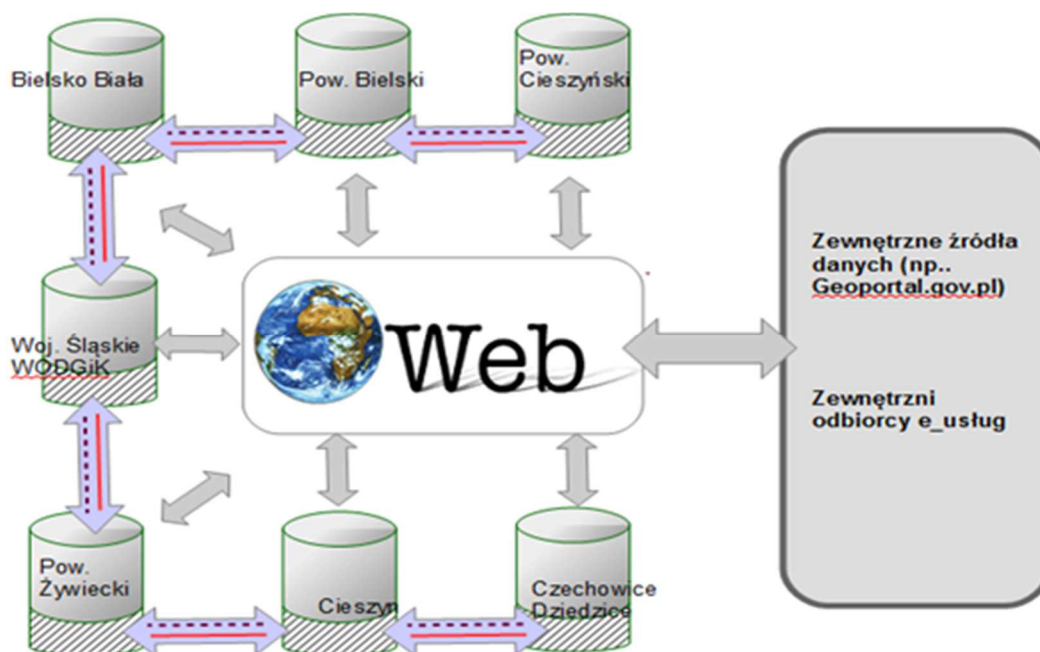 Bielsko Biała
Pow. Bielski
Pow.
Cieszyński
Zewnętrzne źródła
danych (np..
Geoportal.gov.pl)
Woj. Śląskie
WODGiK
Web
Zewnętrzni
odbiorcy e_usług
Pow.
Żywiecki
Cieszyn
Czechowice
Dziedzice